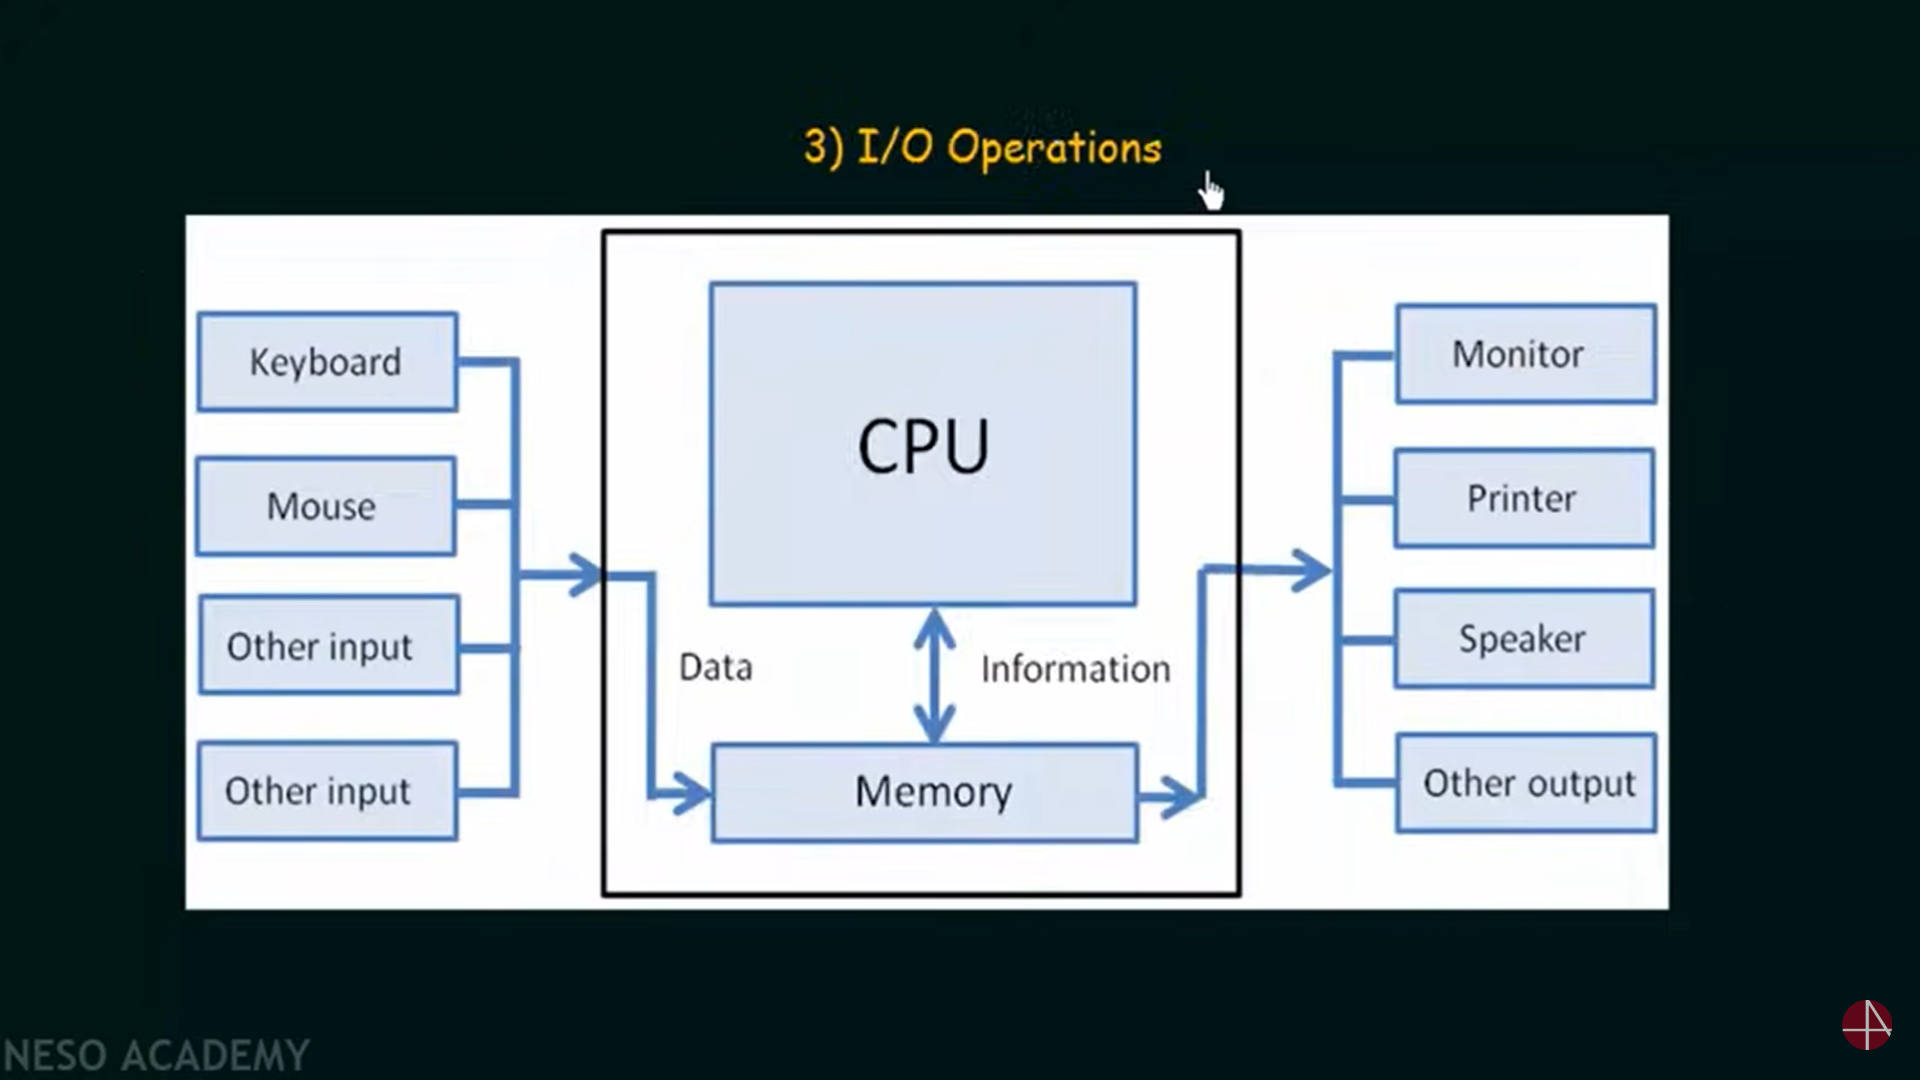 3) I/O Operations
Keyboard
Mouse
Other input
Other input
CPU
Data
Information
Memory
Monitor
Printer
Speaker
Other output
NESO ACADEMY